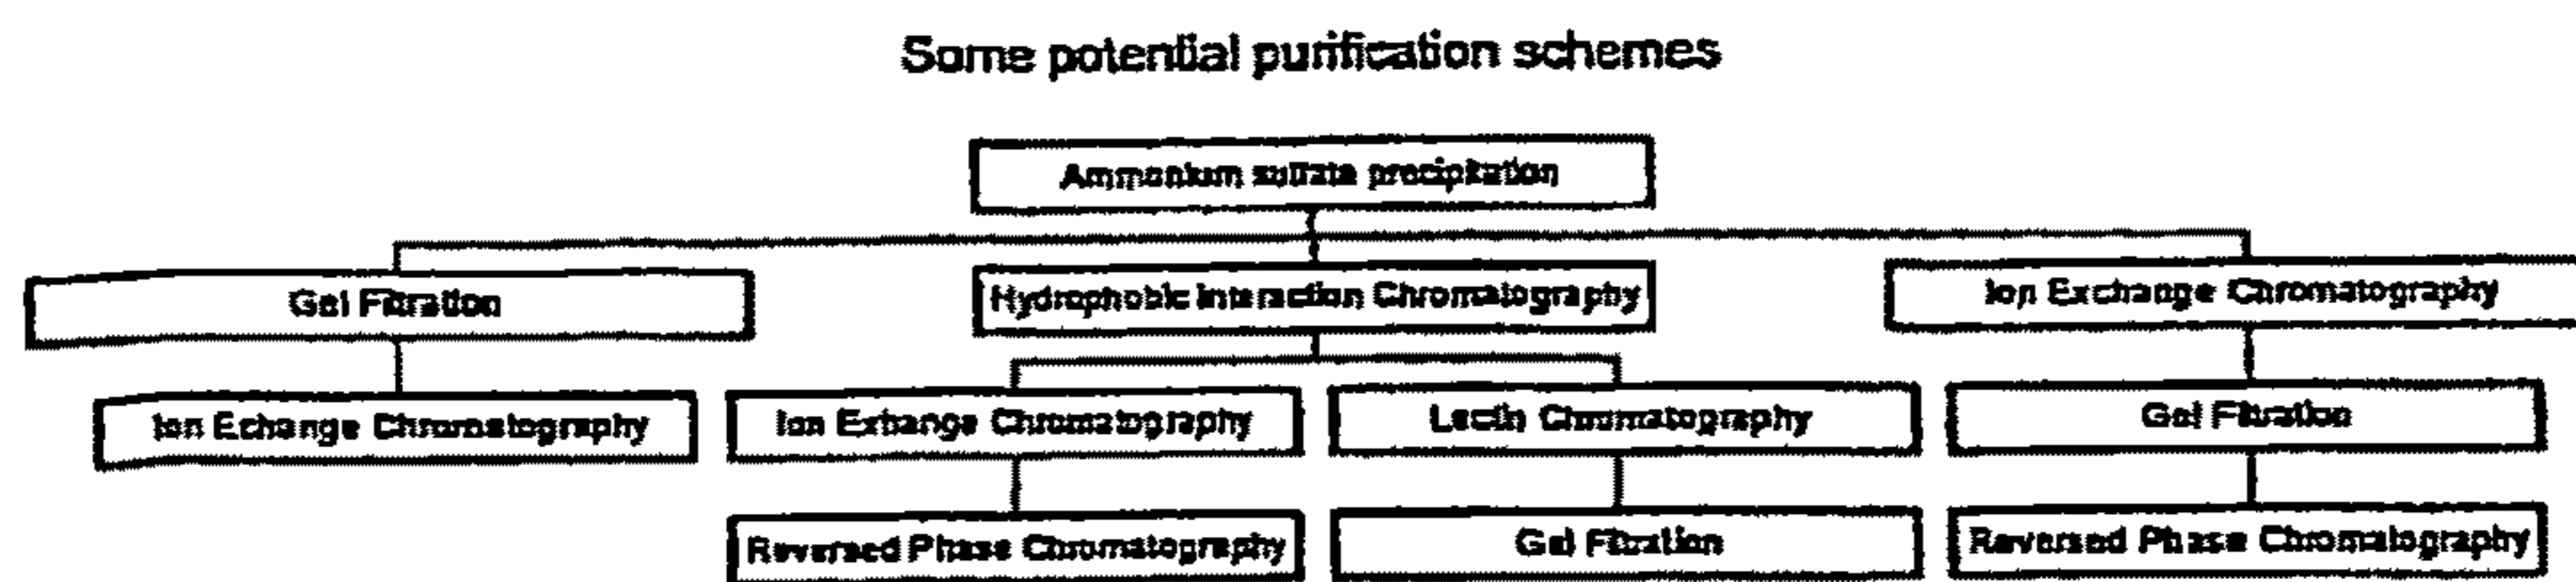 Some potential purification schemes
Ammonium sulfate precipitation
Gel Filtration
Hydrophobic Interaction Chromatography
Ion Exchange Chromatography
Ion Echange Chromatography
Ion Exhange Chromatography
Lectin Chromatography
Gel Filtration
Reversed Phase Chromatography
Gel Filtration
Reversed Phase Chromatography